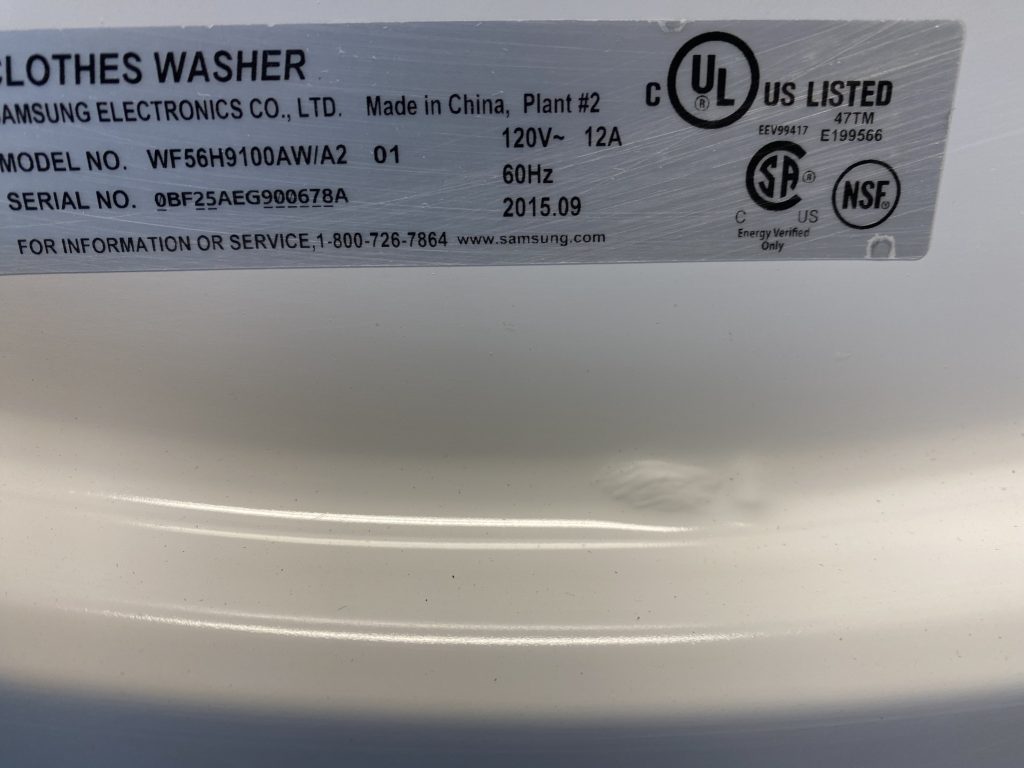 CLOTHES WASHER
SAMSUNG ELECTRONICS CO., LTD. Made in China, Plant #2
120V~ 12A
MODEL NO. WF56H9100AW/A2 01
60Hz
SERIAL NO. 0BF25AEG900678A
2015.09
FOR INFORMATION OR SERVICE,1-800-726-7864 www.samsung.com
C UL ® US LISTED
47TM
EEV99417 E199566
SA ®
C US
Energy Verified
Only
NSF®